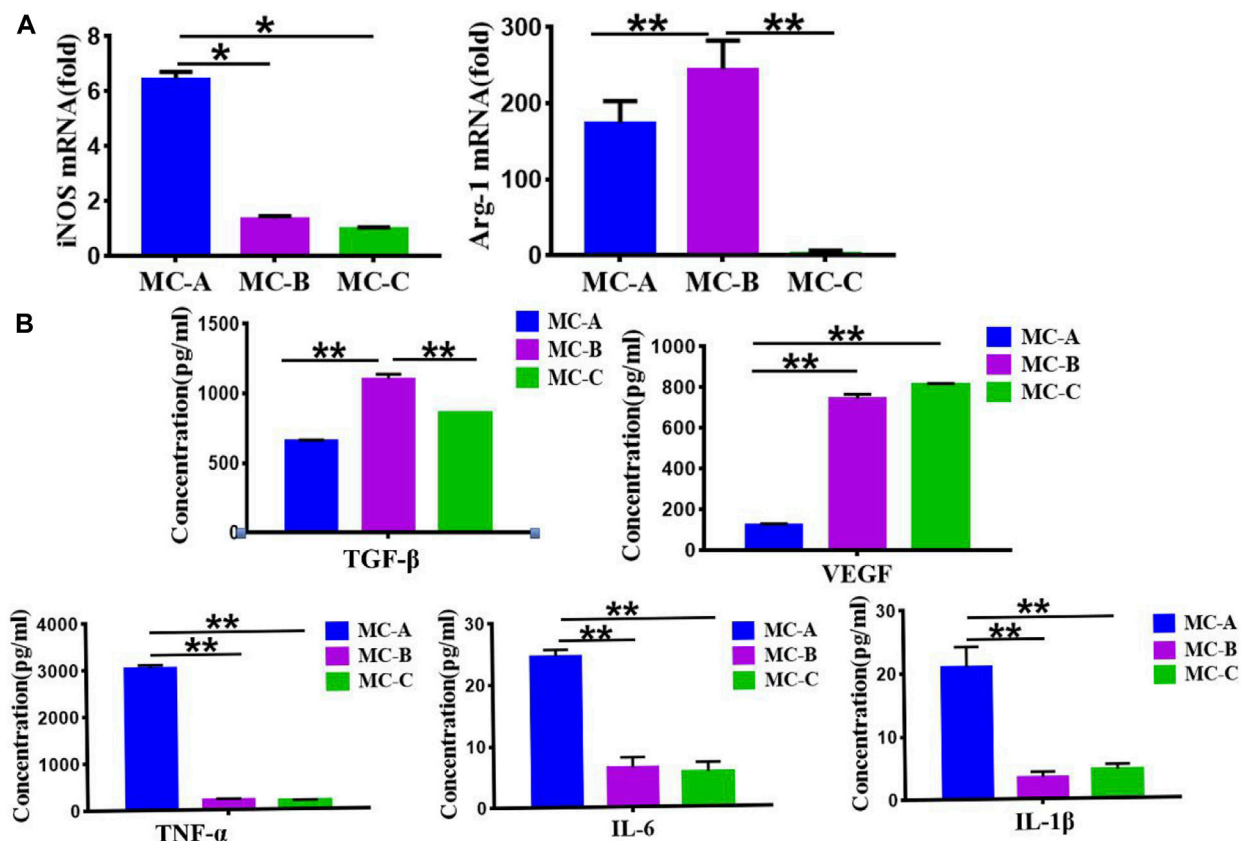 A
iNOS mRNA(fold)
8
6
4
2
0
*
*
MC-A MC-B MC-C
Arg-1 mRNA(fold)
300
200
100
0
** **
MC-A MC-B MC-C
B
Concentration(pg/ml)
1500
1000
500
0
** **
MC-A
MC-B
MC-C
TGF-β
Concentration(pg/ml)
1000
800
600
400
200
0
**
**
MC-A
MC-B
MC-C
VEGF
Concentration(pg/ml)
4000
3000
2000
1000
0
**
**
MC-A
MC-B
MC-C
TNF-α
Concentration(pg/ml)
30
20
10
0
**
**
MC-A
MC-B
MC-C
IL-6
Concentration(pg/ml)
30
20
10
0
**
**
MC-A
MC-B
MC-C
IL-1β